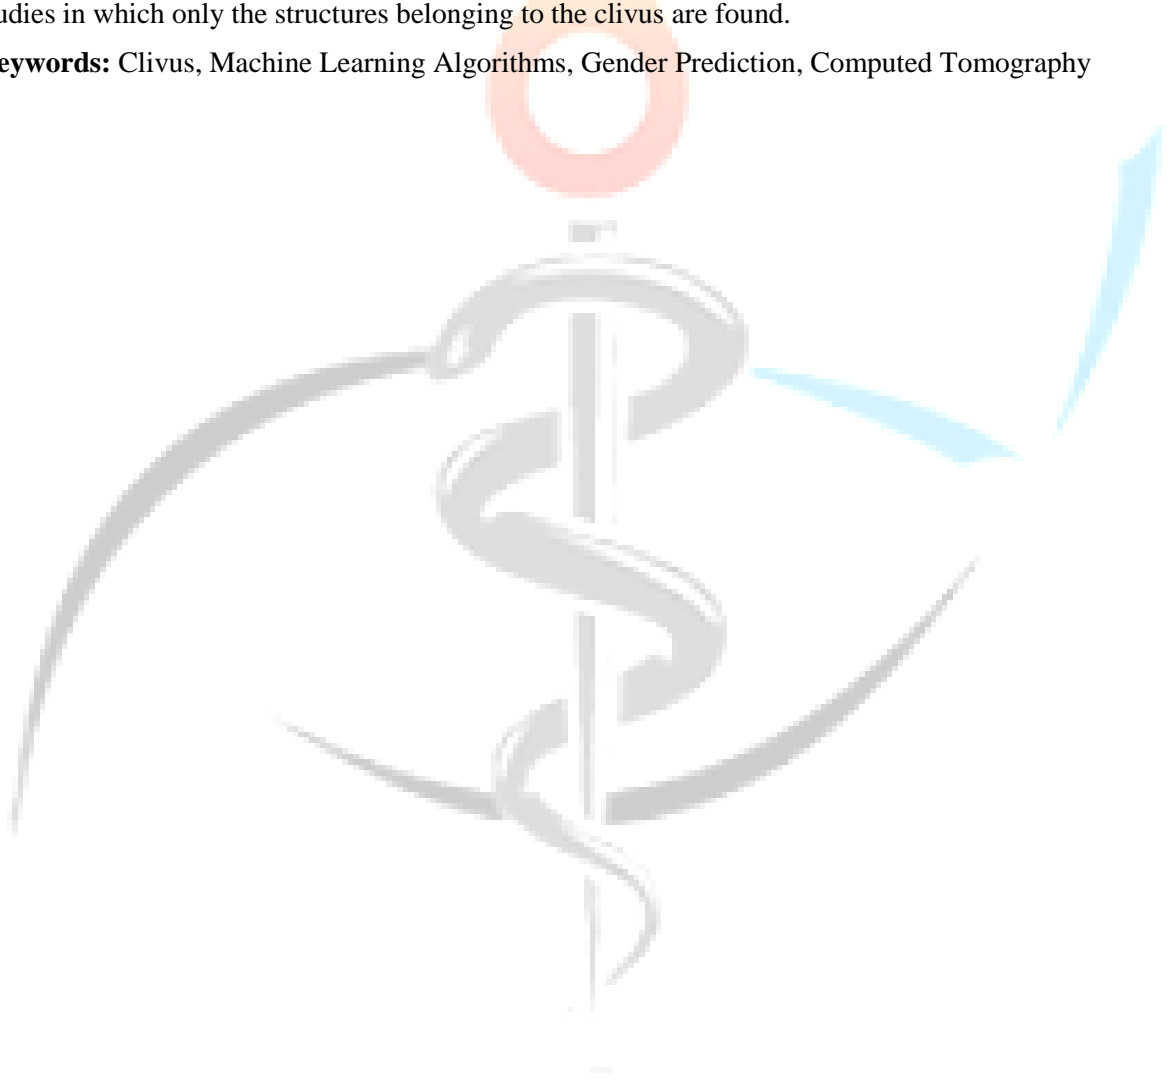 udies in which only the structures belonging to the clivus are found.
eywords: Clivus, Machine Learning Algorithms, Gender Prediction, Computed Tomography